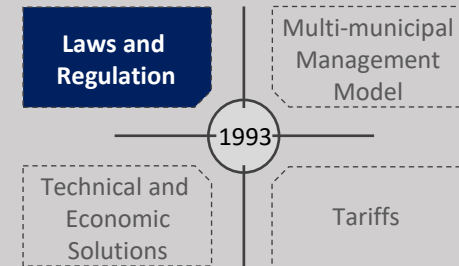 Laws and
Regulation
Multi-municipal
Management
Model
1993
Technical and
Economic
Solutions
Tariffs